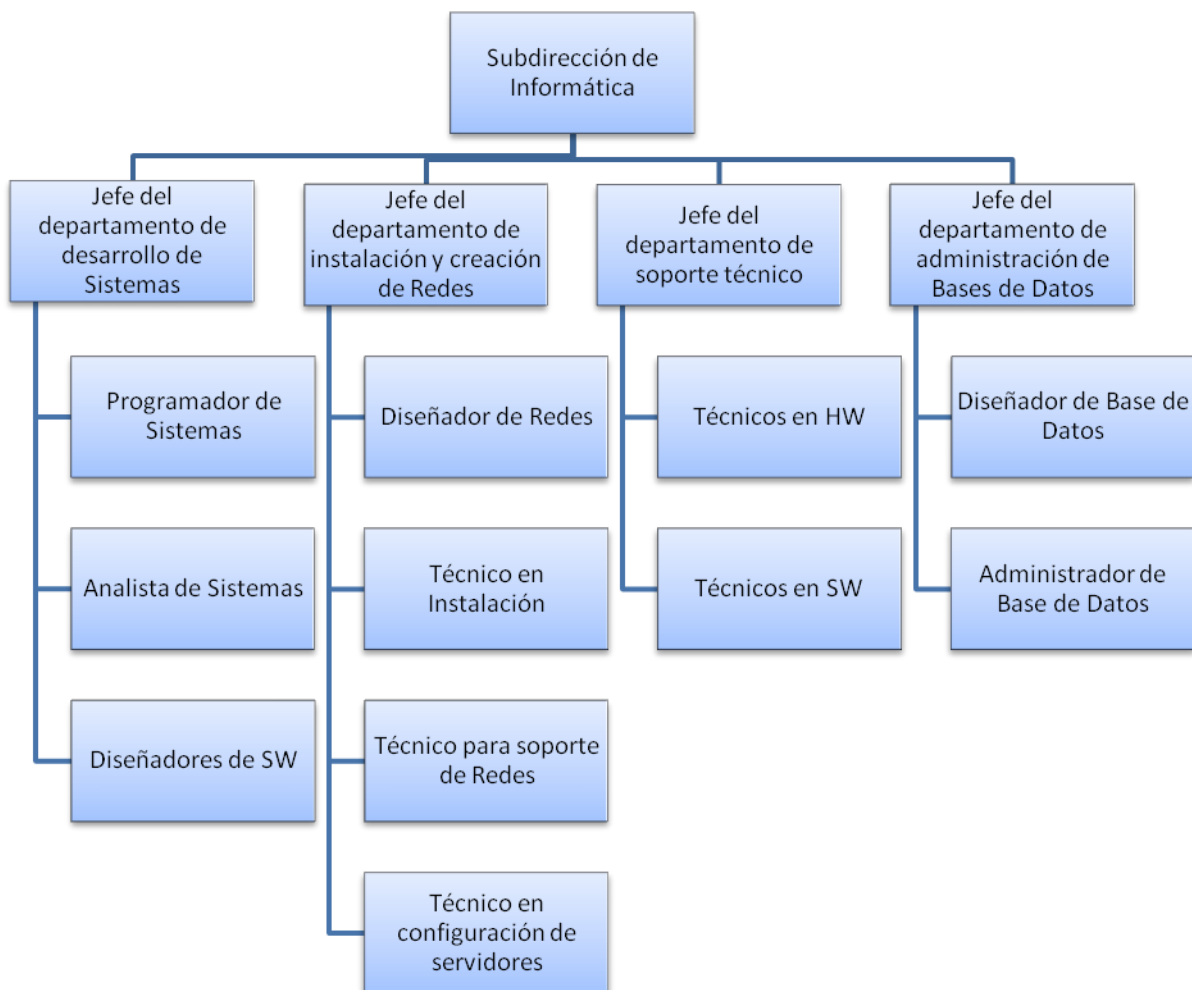 Subdirección de
Informática
Jefe del
departamento de
desarrollo de
Sistemas
Programador de
Sistemas
Analista de Sistemas
Diseñadores de SW
Jefe del
departamento de
instalación y creación
de Redes
Diseñador de Redes
Técnico en
Instalación
Técnico para soporte
de Redes
Técnico en
configuración de
servidores
Jefe del
departamento de
soporte técnico
Técnicos en HW
Técnicos en SW
Jefe del
departamento de
administración de
Bases de Datos
Diseñador de Base de
Datos
Administrador de
Base de Datos